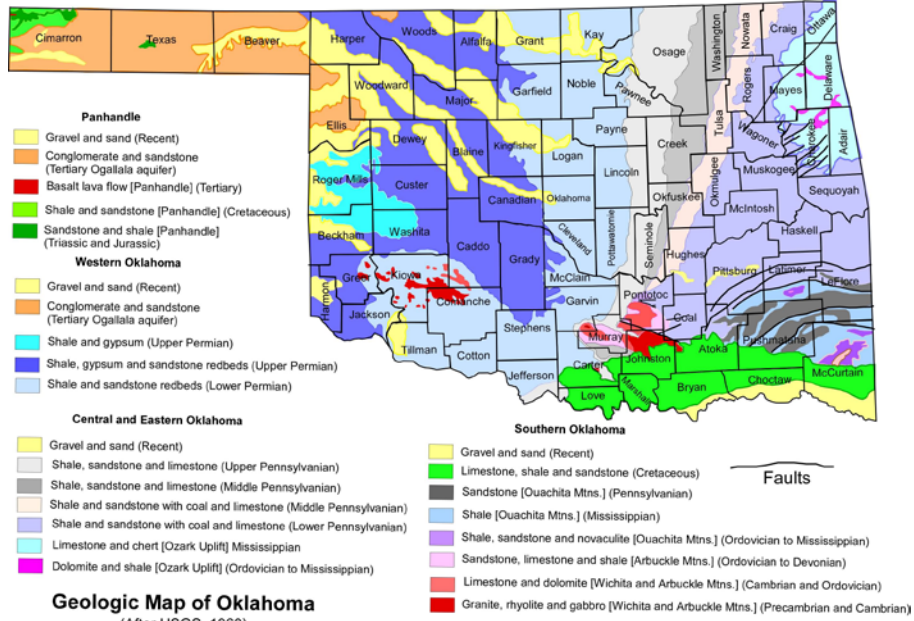 Cimarron
Texas
Beaver
Harper
Woods
Alfalfa
Grant
Kay
Osage
Washington
Nowata
Craig
Ottawa
Woodward
Major
Garfield
Noble
Pawnee
Rogers
Mayes
Delaware
Ellis
Dewey
Blaine
Kingfisher
Logan
Payne
Creek
Tulsa
Wagoner
Cherokee
Adair
Roger Mills
Custer
Canadian
Oklahoma
Lincoln
Okfuskee
Okmulgee
Muskogee
Sequoyah
Beckham
Washita
Caddo
Grady
Cleveland
Pottawatomie
Seminole
McIntosh
Haskell
Hughes
McClain
Harmon
Greer
Kiowa
Comanche
Garvin
Pontotoc
Pittsburg
Latimer
LeFlore
Jackson
Tillman
Cotton
Stephens
Murray
Coal
Johnston
Atoka
Pushmataha
Jefferson
Carter
Love
Marshall
Bryan
Choctaw
McCurtain
Panhandle
Gravel and sand (Recent)
Conglomerate and sandstone
(Tertiary Ogallala aquifer)
Basalt lava flow [Panhandle] (Tertiary)
Shale and sandstone [Panhandle] (Cretaceous)
Sandstone and shale [Panhandle]
(Triassic and Jurassic)
Western Oklahoma
Gravel and sand (Recent)
Conglomerate and sandstone
(Tertiary Ogallala aquifer)
Shale and gypsum (Upper Permian)
Shale, gypsum and sandstone redbeds (Upper Permian)
Shale and sandstone redbeds (Lower Permian)
Central and Eastern Oklahoma
Gravel and sand (Recent)
Shale, sandstone and limestone (Upper Pennsylvanian)
Shale, sandstone and limestone (Middle Pennsylvanian)
Shale and sandstone with coal and limestone (Middle Pennsylvanian)
Shale and sandstone with coal and limestone (Lower Pennsylvanian)
Limestone and chert [Ozark Uplift] Mississippian
Dolomite and shale [Ozark Uplift] (Ordovician to Mississippian)
Southern Oklahoma
Gravel and sand (Recent)
Limestone, shale and sandstone (Cretaceous)
Sandstone [Ouachita Mtns.] (Pennsylvanian)
Shale [Ouachita Mtns.] (Mississippian)
Shale, sandstone and novaculite [Ouachita Mtns.] (Ordovician to Mississippian)
Sandstone, limestone and shale [Arbuckle Mtns.] (Ordovician to Devonian)
Limestone and dolomite [Wichita and Arbuckle Mtns.] (Cambrian and Ordovician)
Granite, rhyolite and gabbro [Wichita and Arbuckle Mtns.] (Precambrian and Cambrian)
Faults
Geologic Map of Oklahoma